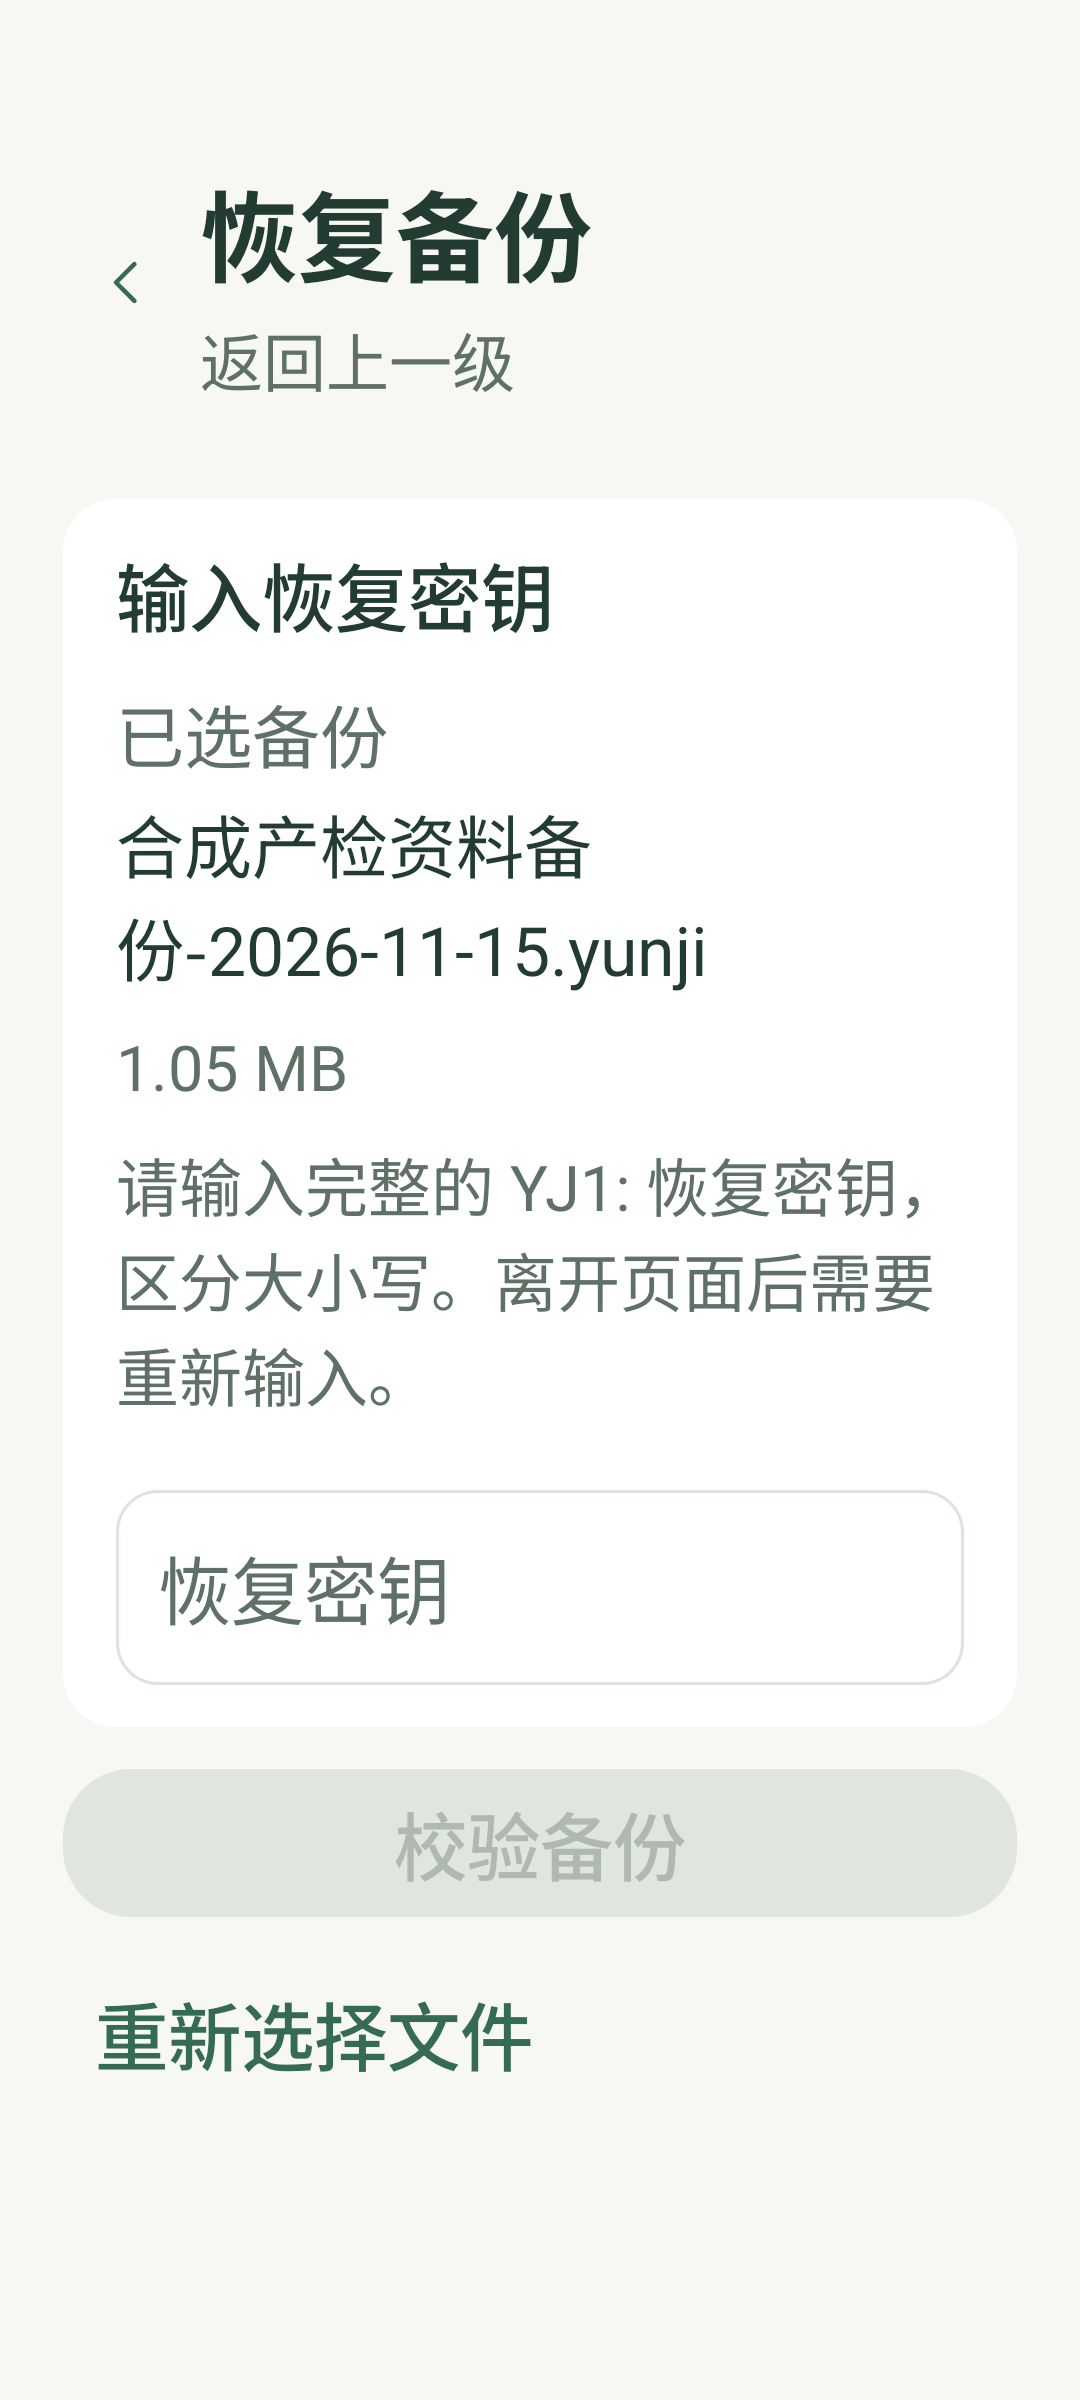 恢复备份
返回上一级
输入恢复密钥
已选备份
合成产检资料备
份-2026-11-15.yunji
1.05 MB
请输入完整的 YJ1: 恢复密钥，
区分大小写。离开页面后需要
重新输入。
恢复密钥
校验备份
重新选择文件